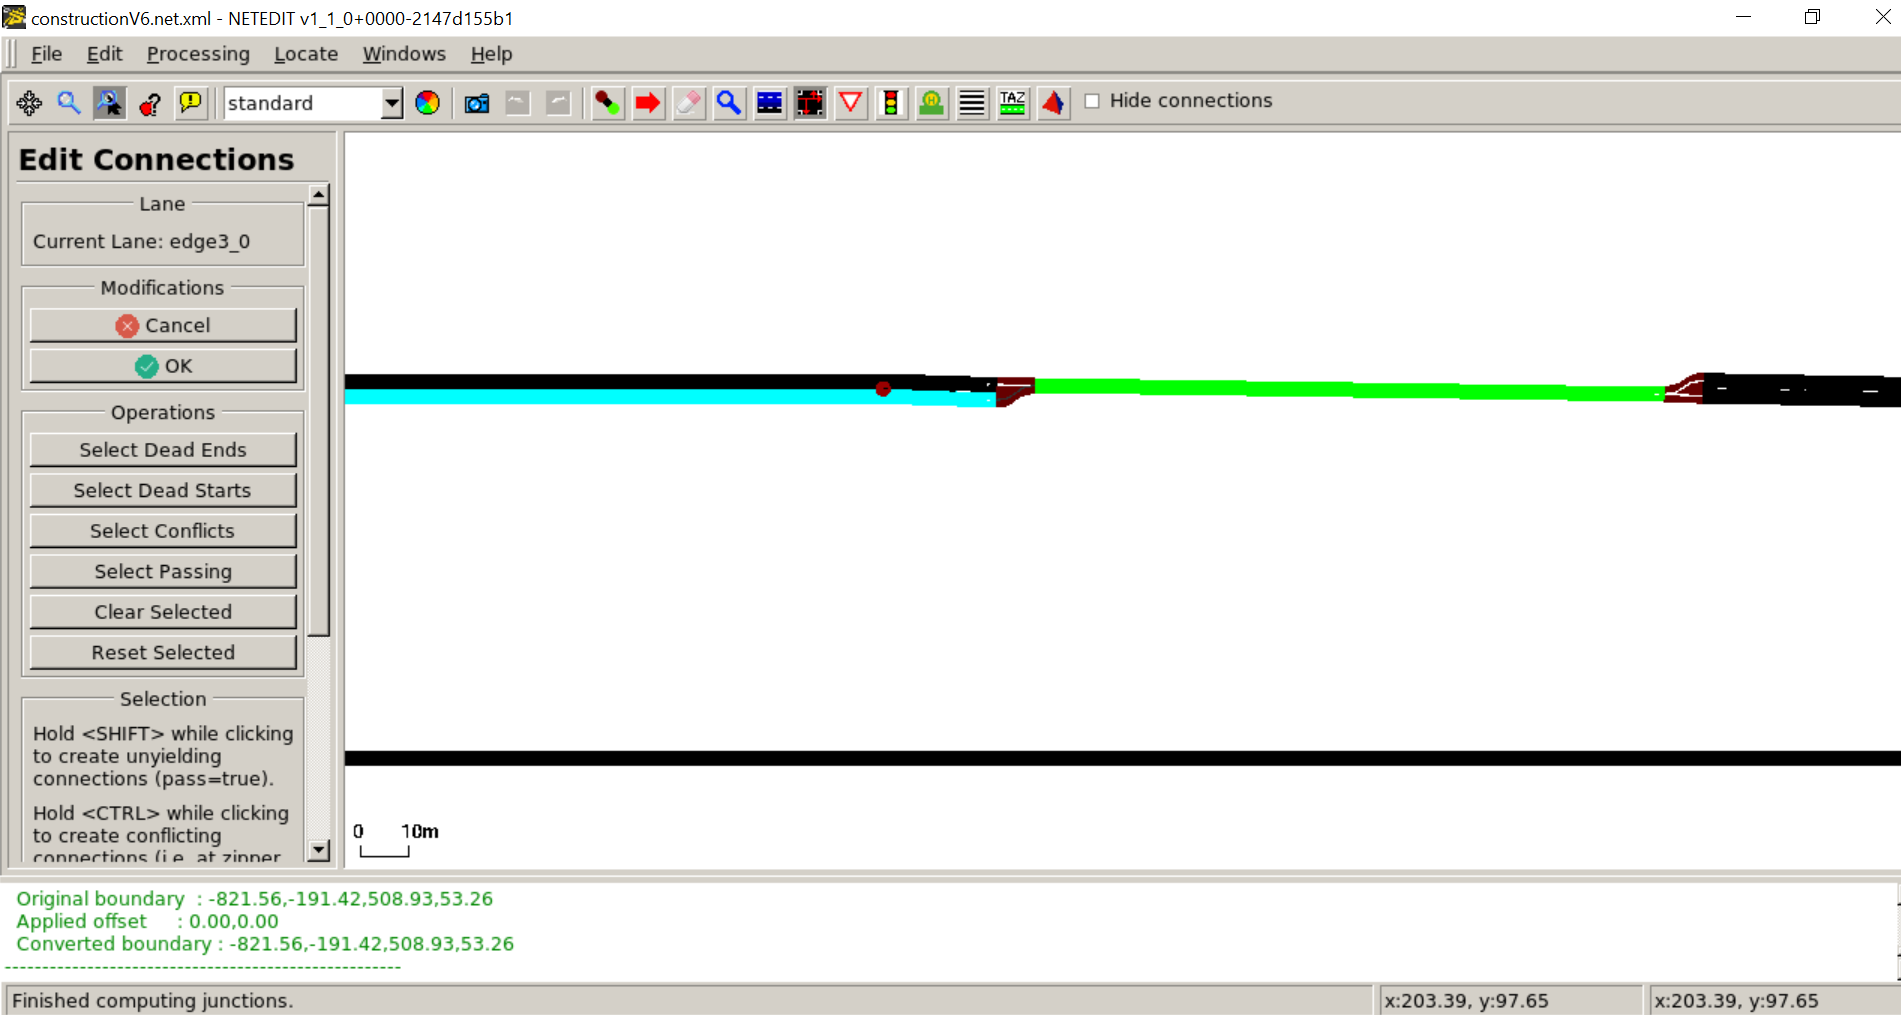 constructionV6.net.xml - NETEDIT v1_1_0+0000-2147d155b1
File Edit Processing Locate Windows Help
standard
TAZ
Hide connections
Edit Connections
Lane
Current Lane: edge3_0
Modifications
Cancel
OK
Operations
Select Dead Ends
Select Dead Starts
Select Conflicts
Select Passing
Clear Selected
Reset Selected
Selection
Hold <SHIFT> while clicking
to create unyielding
connections (pass=true).
Hold <CTRL> while clicking
to create conflicting
connections (i.e. at zipper
0 10m
Original boundary : -821.56,-191.42,508.93,53.26
Applied offset : 0.00,0.00
Converted boundary : -821.56,-191.42,508.93,53.26
-----------------------------------------------------
Finished computing junctions.
x:203.39, y:97.65
x:203.39, y:97.65